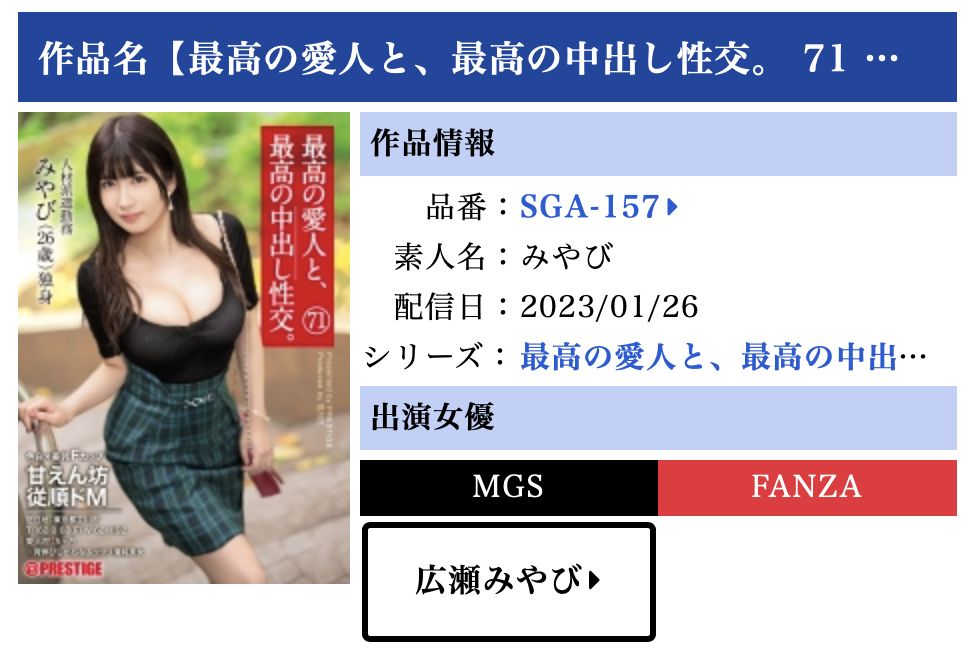 作品名【最高の愛人と、最高の中出し性交。 71 …
最高の愛人と、
最高の中出し性交。
71
人材派遣勤務
みやび(26歳)独身
甘えん坊
従順ドM
PRESTIGE
作品情報
品番：SGA-157
素人名：みやび
配信日：2023/01/26
シリーズ：最高の愛人と、最高の中出…
出演女優
MGS
FANZA
広瀬みやび